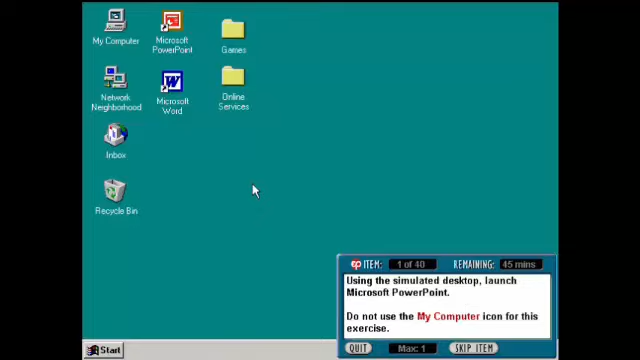 My Computer
Microsoft
PowerPoint
Games
Network
Neighborhood
Microsoft
Word
Online
Services
Inbox
Recycle Bin
ITEM: 1 of 40 REMAINING: 45 mins
Using the simulated desktop, launch
Microsoft PowerPoint.
Do not use the My Computer icon for this
exercise.
QUIT Max: 1 SKIP ITEM
Start